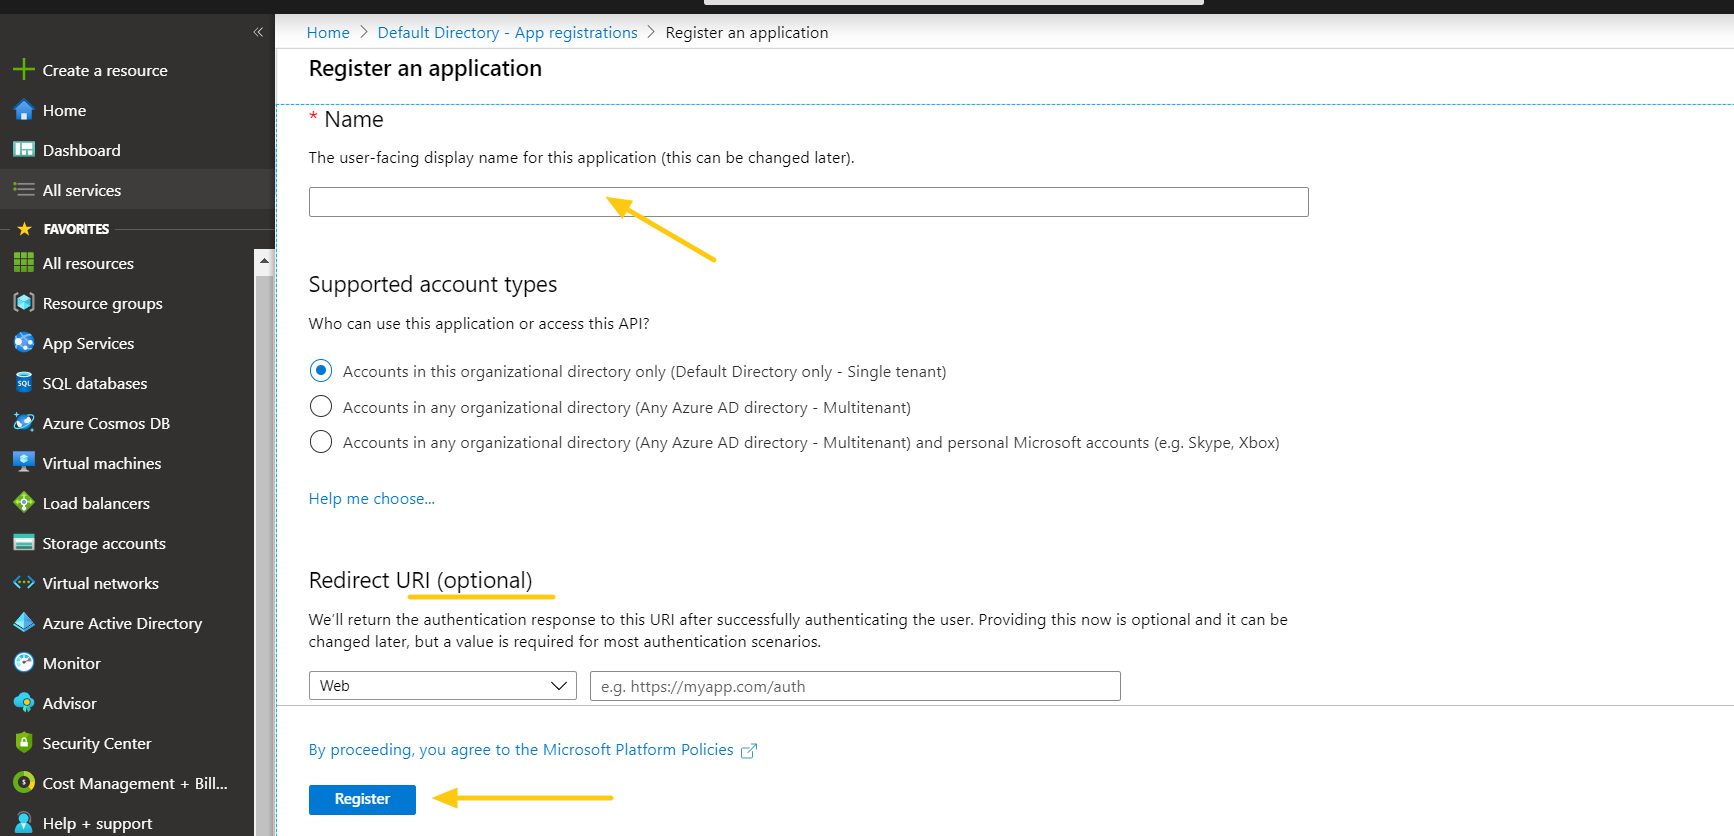 Home > Default Directory - App registrations > Register an application
Register an application
Create a resource
Home
Dashboard
All services
FAVORITES
All resources
Resource groups
App Services
SQL databases
Azure Cosmos DB
Virtual machines
Load balancers
Storage accounts
Virtual networks
Azure Active Directory
Monitor
Advisor
Security Center
Cost Management + Bill...
Help + support
* Name
The user-facing display name for this application (this can be changed later).
Supported account types
Who can use this application or access this API?
Accounts in this organizational directory only (Default Directory only - Single tenant)
Accounts in any organizational directory (Any Azure AD directory - Multitenant)
Accounts in any organizational directory (Any Azure AD directory - Multitenant) and personal Microsoft accounts (e.g. Skype, Xbox)
Help me choose...
Redirect URI (optional)
We'll return the authentication response to this URI after successfully authenticating the user. Providing this now is optional and it can be
changed later, but a value is required for most authentication scenarios.
Web
e.g. https://myapp.com/auth
By proceeding, you agree to the Microsoft Platform Policies
Register